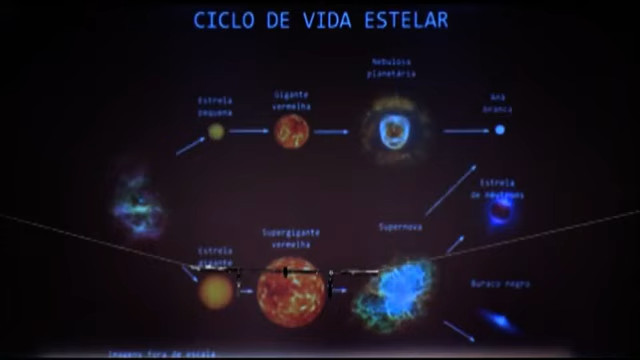 CICLO DE VIDA ESTELAR
Nebulosa
planetária
Estrela
pequena
Gigante
vermelha
Anã
branca
Estrela
de nêutrons
Supergigante
vermelha
Supernova
Estrela
gigante
Buraco negro
Imagens fora de escala